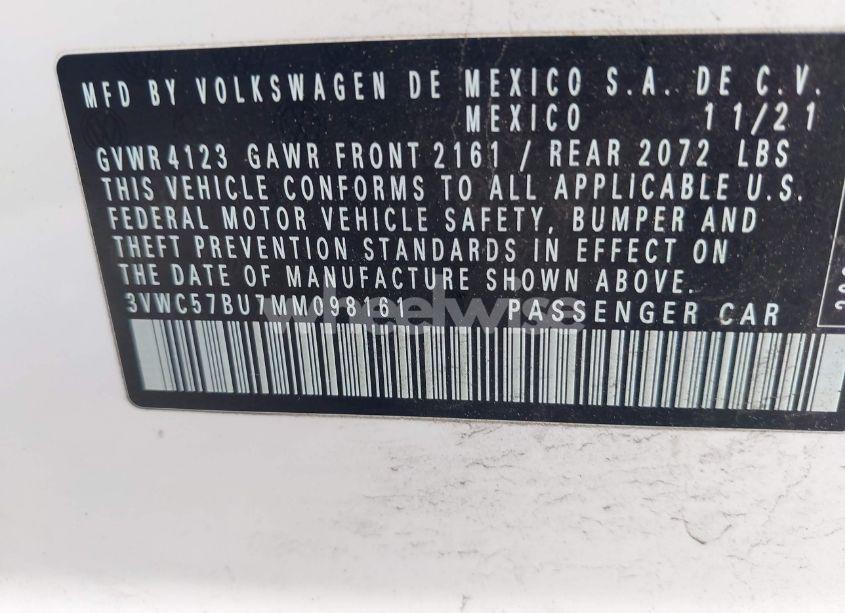 MFD BY VOLKSWAGEN DE MEXICO S.A. DE C.V.
MEXICO 11/21
GVWR 4123 GAWR FRONT 2161 / REAR 2072 LBS
THIS VEHICLE CONFORMS TO ALL APPLICABLE U.S.
FEDERAL MOTOR VEHICLE SAFETY, BUMPER AND
THEFT PREVENTION STANDARDS IN EFFECT ON
THE DATE OF MANUFACTURE SHOWN ABOVE.
3VWC57BU7MM098161 PASSENGER CAR
wheelwise